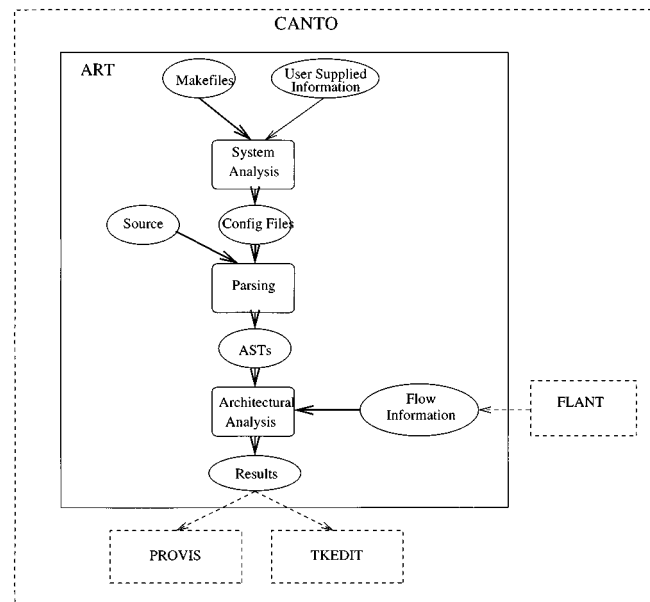 CANTO
ART
Makefiles
User Supplied
Information
System
Analysis
Source
Config Files
Parsing
ASTs
Architectural
Analysis
Flow
Information
FLANT
Results
PROVIS
TKEDIT